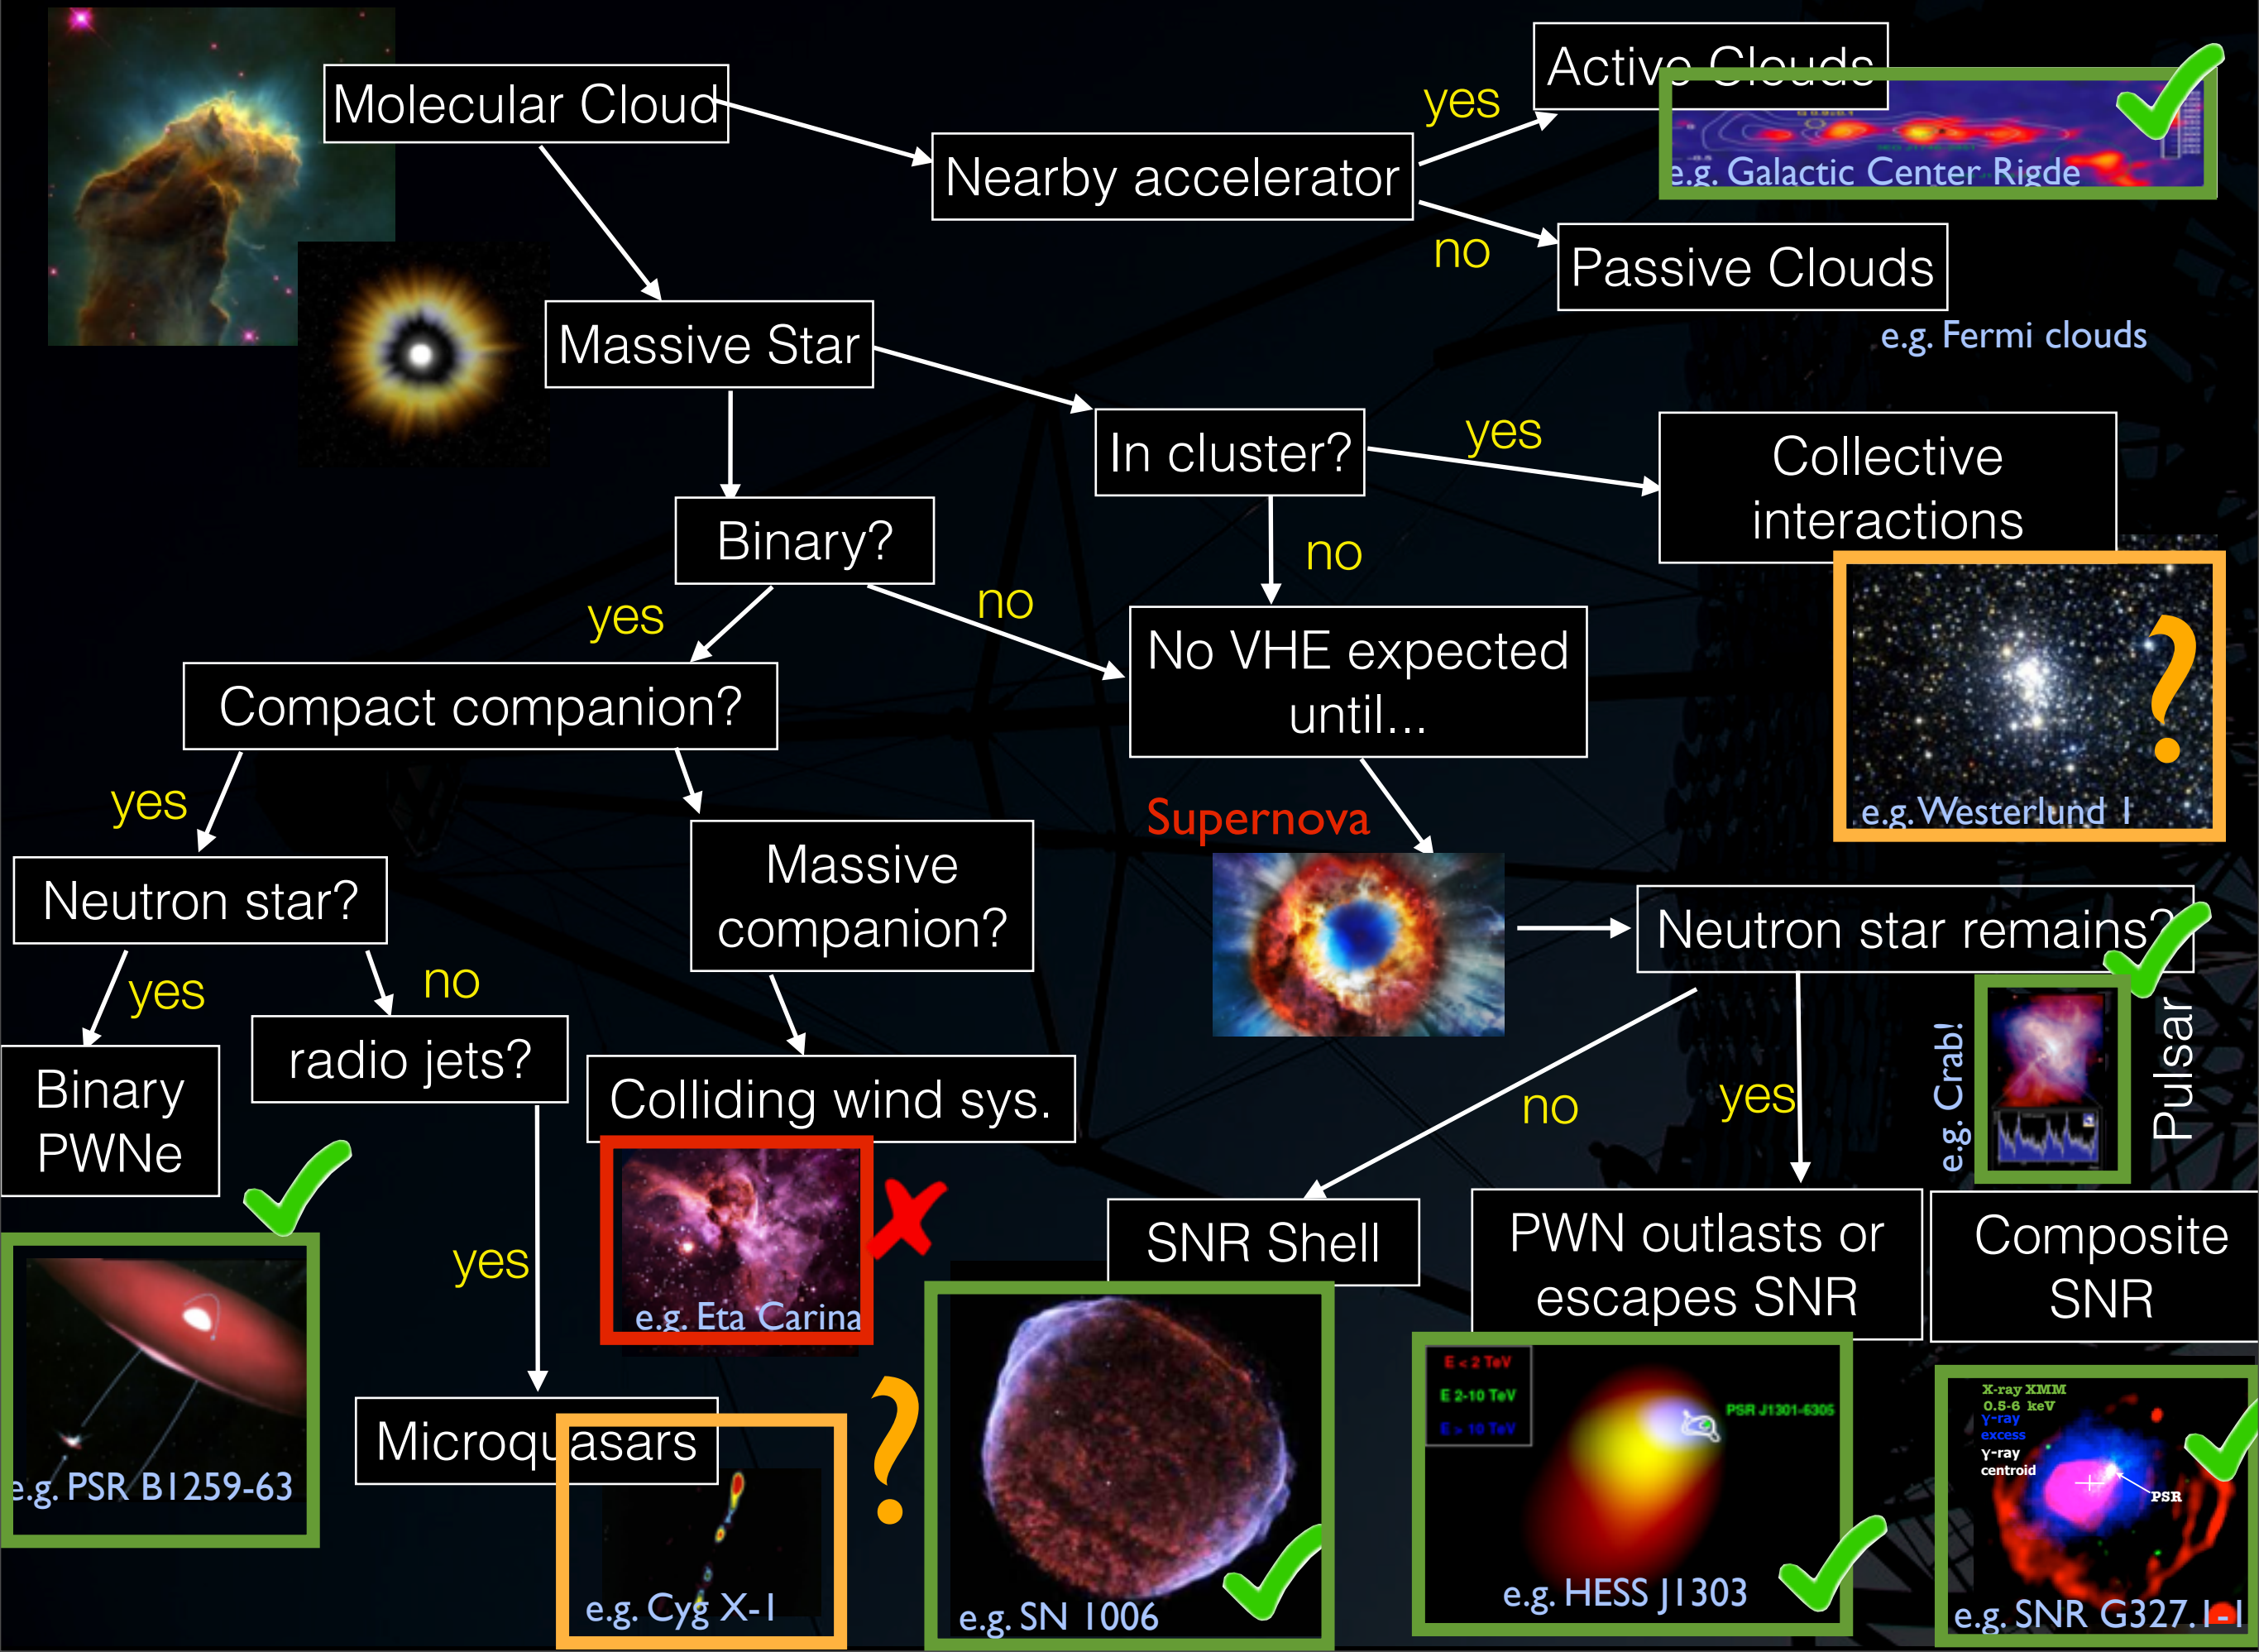 Molecular Cloud
Active Clouds
yes
Nearby accelerator
e.g. Galactic Center Rigde
no
Passive Clouds
e.g. Fermi clouds
Massive Star
In cluster?
yes
Collective
interactions
Binary?
no
yes
no
No VHE expected
until...
e.g. Westerlund 1
?
Compact companion?
yes
Supernova
Massive
companion?
Neutron star?
Neutron star remains?
yes
no
radio jets?
Binary
PWNe
Colliding wind sys.
e.g. Crab!
Pulsar
no
yes
yes
e.g. Eta Carina
SNR Shell
PWN outlasts or
escapes SNR
Composite
SNR
e.g. PSR B1259-63
Microquasars
?
e.g. Cyg X-1
e.g. SN 1006
E < 2 TeV
E 2-10 TeV
E > 10 TeV
PSR J1301-6305
e.g. HESS J1303
X-ray XMM
0.5-6 keV
γ-ray
excess
γ-ray
centroid
PSR
e.g. SNR G327.1-1